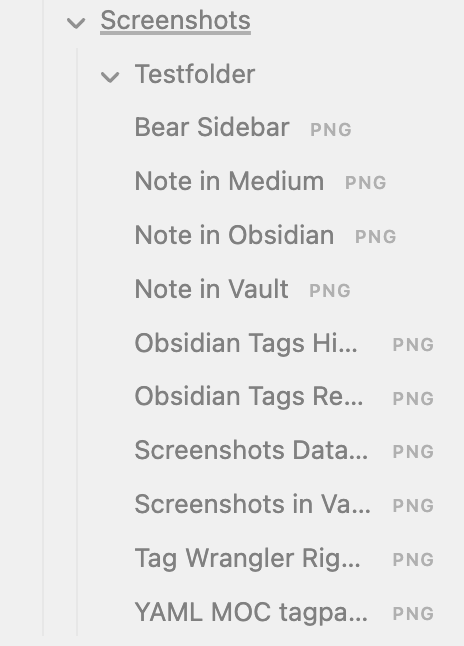 Screenshots
Testfolder
Bear Sidebar PNG
Note in Medium PNG
Note in Obsidian PNG
Note in Vault PNG
Obsidian Tags Hi... PNG
Obsidian Tags Re... PNG
Screenshots Data... PNG
Screenshots in Va... PNG
Tag Wrangler Rig... PNG
YAML MOC tagpa... PNG